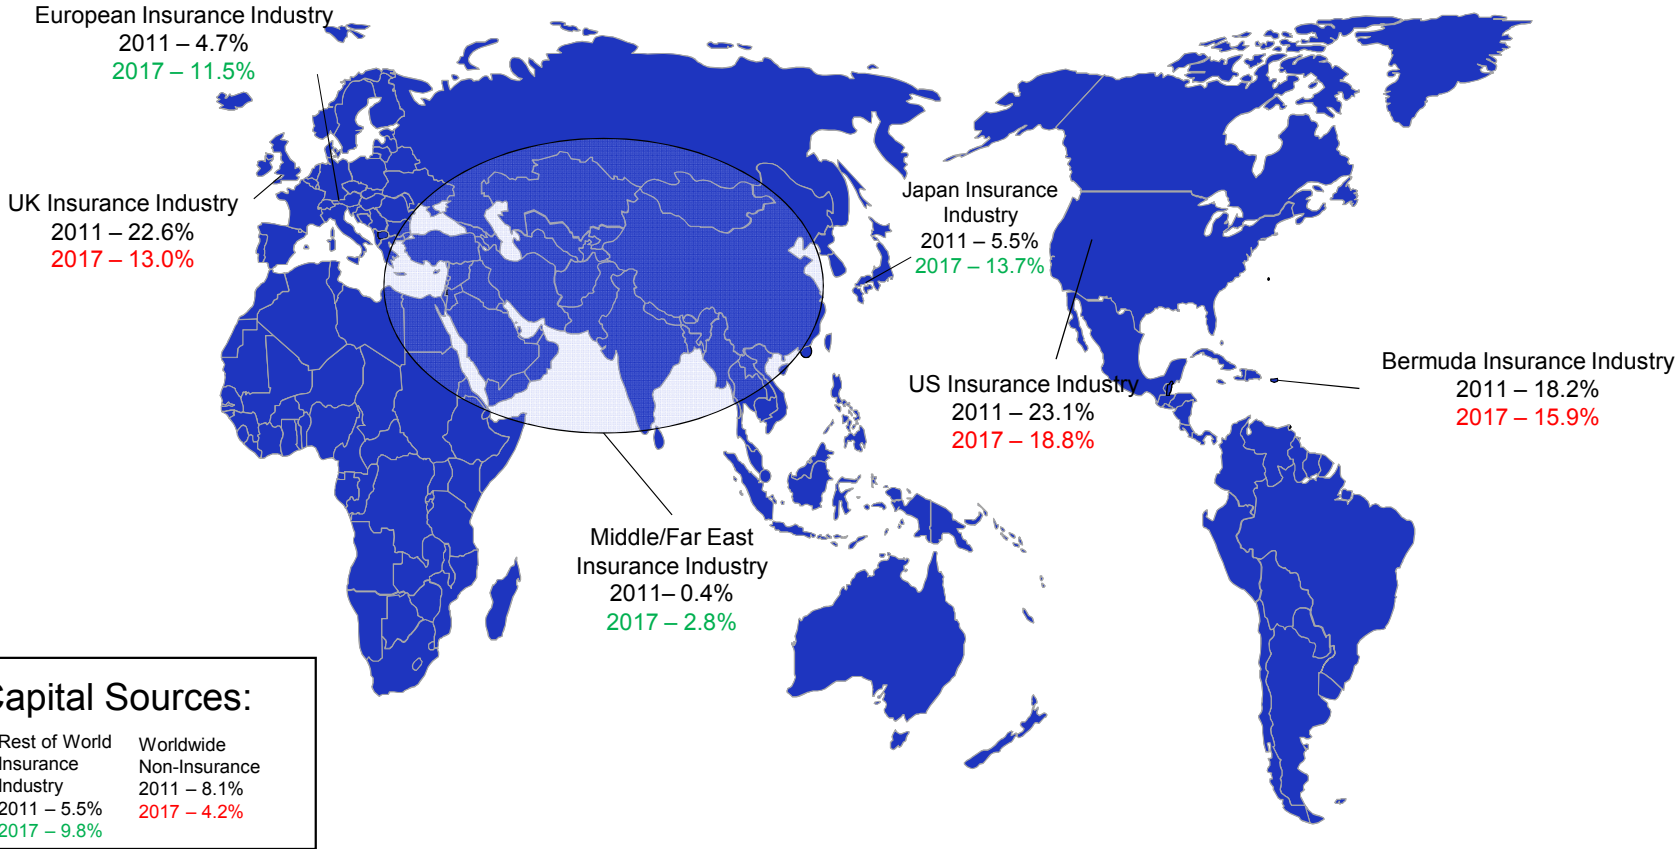 European Insurance Industry
2011 – 4.7%
2017 – 11.5%
UK Insurance Industry
2011 – 22.6%
2017 – 13.0%
Japan Insurance
Industry
2011 – 5.5%
2017 – 13.7%
US Insurance Industry
2011 – 23.1%
2017 – 18.8%
Bermuda Insurance Industry
2011 – 18.2%
2017 – 15.9%
Middle/Far East
Insurance Industry
2011– 0.4%
2017 – 2.8%
Capital Sources:
Rest of World
Insurance
Industry
2011 – 5.5%
2017 – 9.8%
Worldwide
Non-Insurance
2011 – 8.1%
2017 – 4.2%